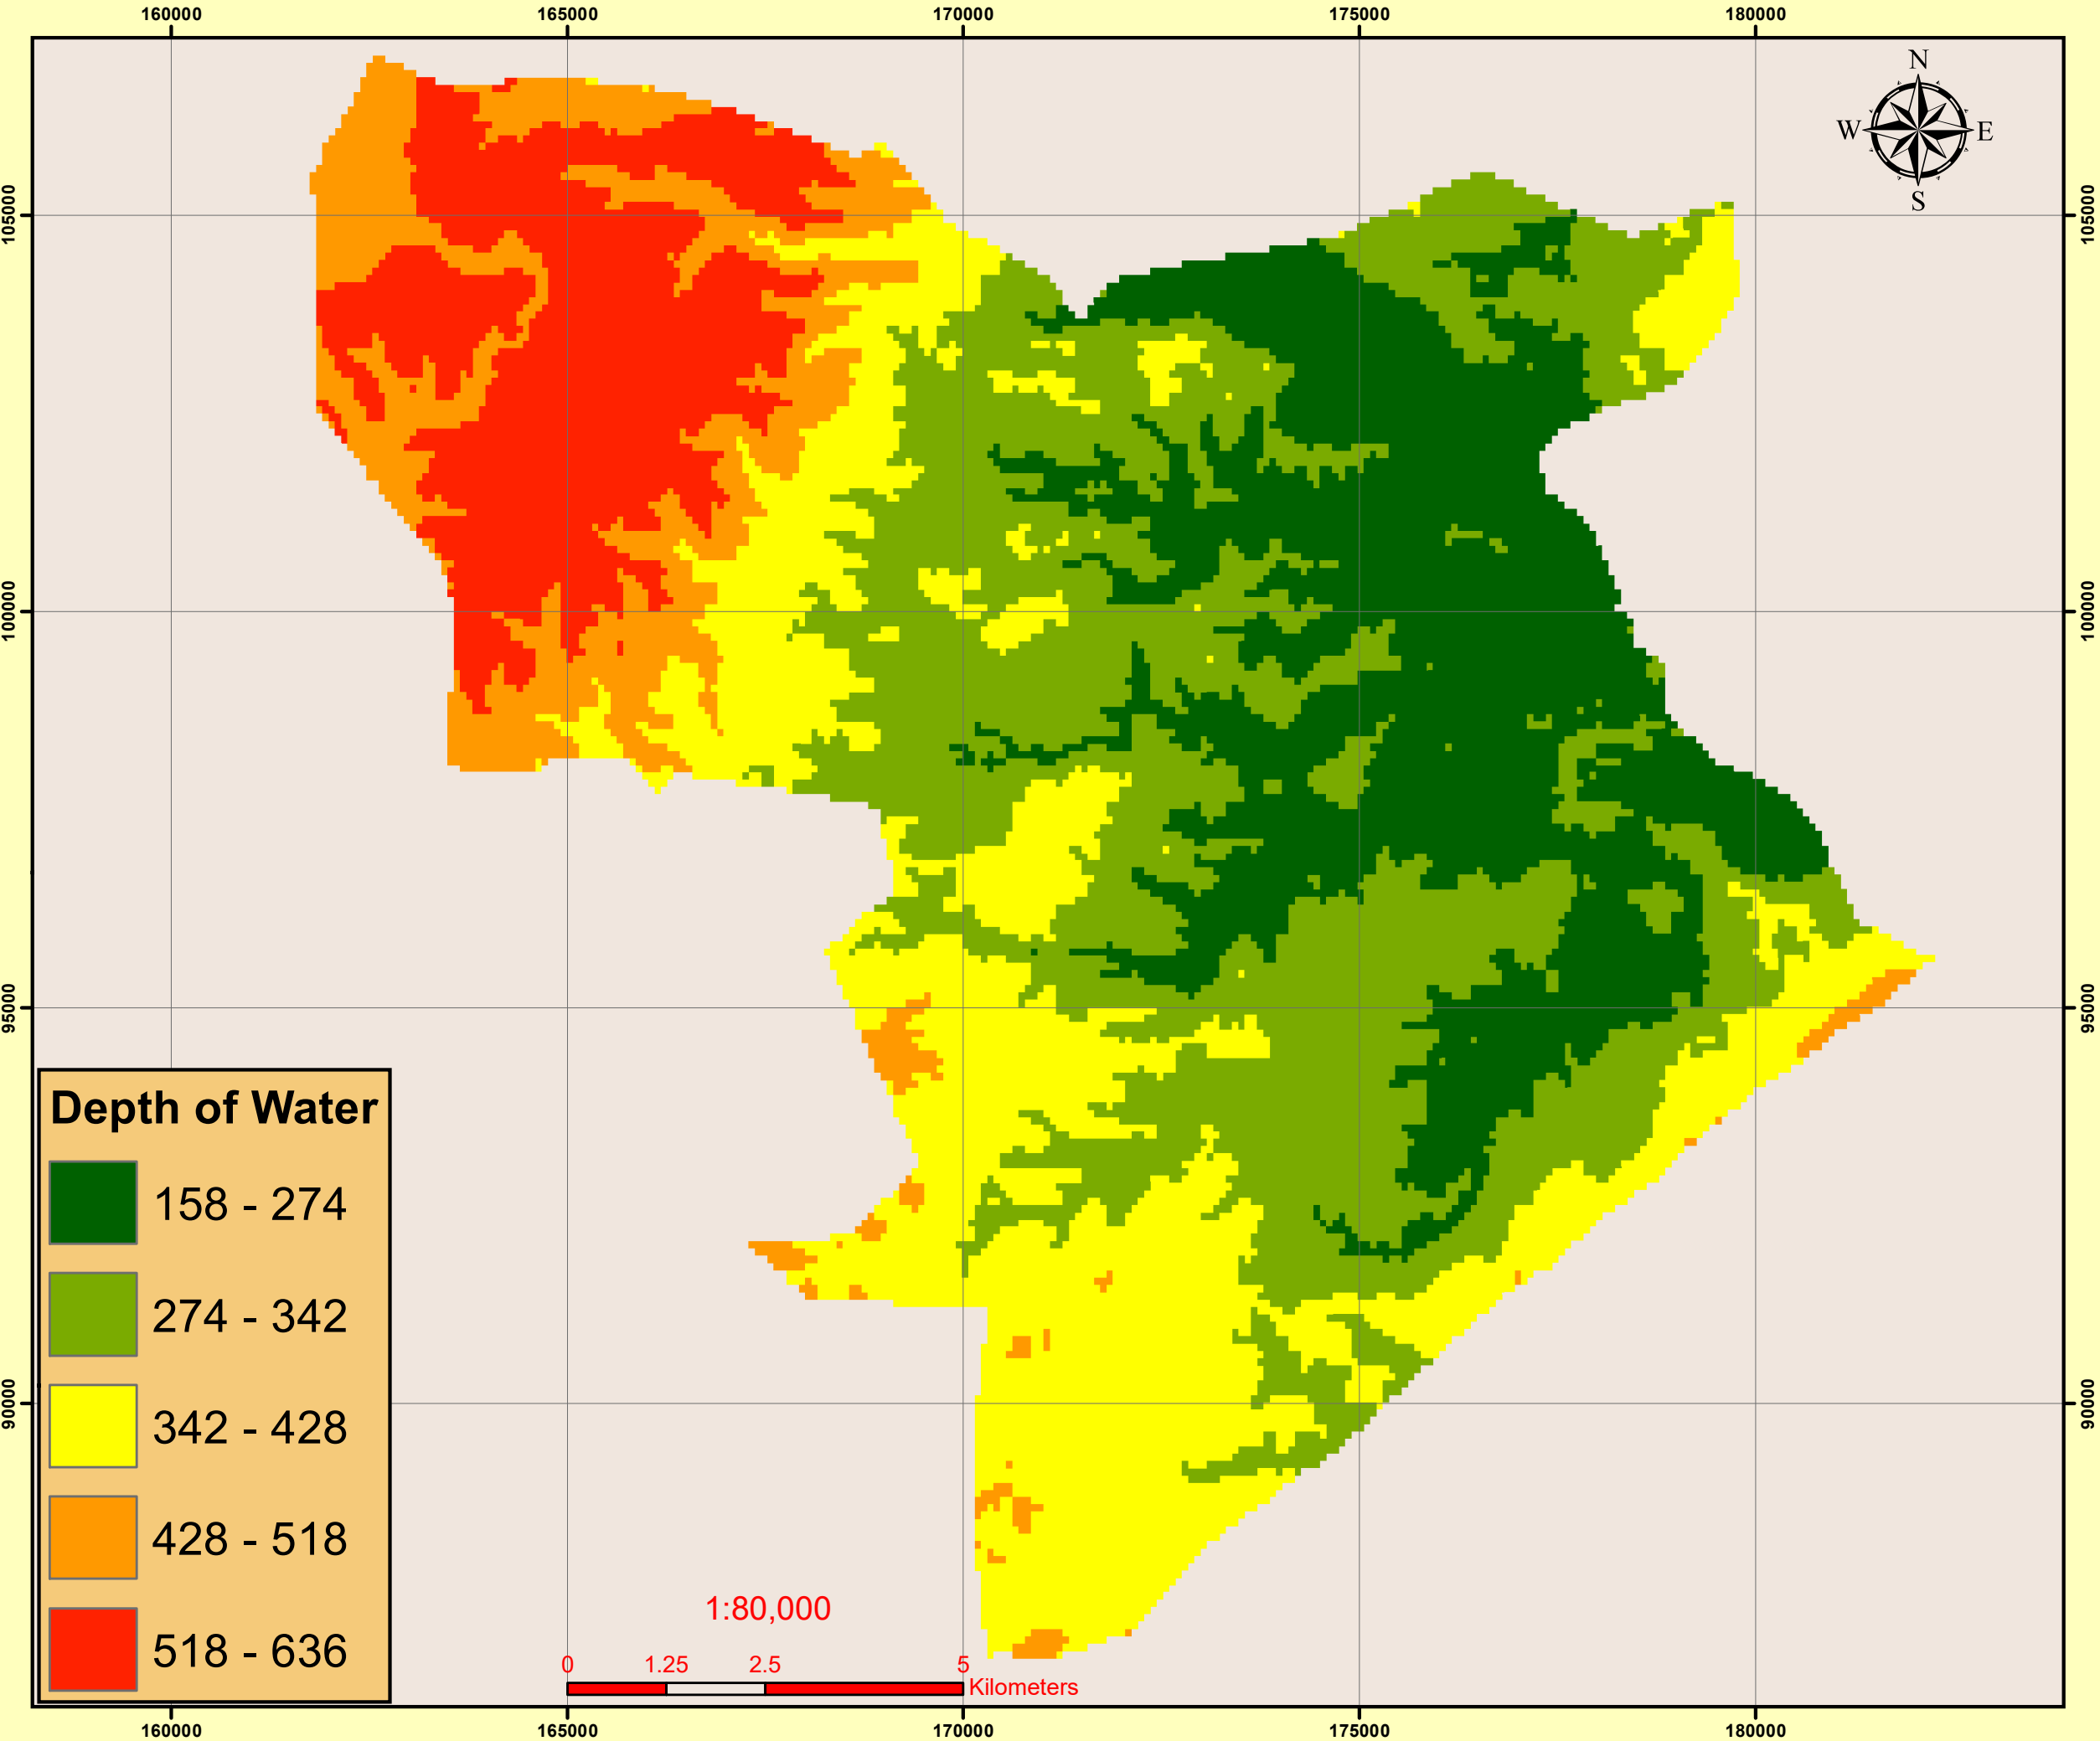 160000 165000 170000 175000 180000
N
W E
S
105000 105000
100000 100000
95000 95000
90000 90000
Depth of Water
158 - 274
274 - 342
342 - 428
428 - 518
518 - 636
1:80,000
0 1.25 2.5 5
Kilometers
160000 165000 170000 175000 180000